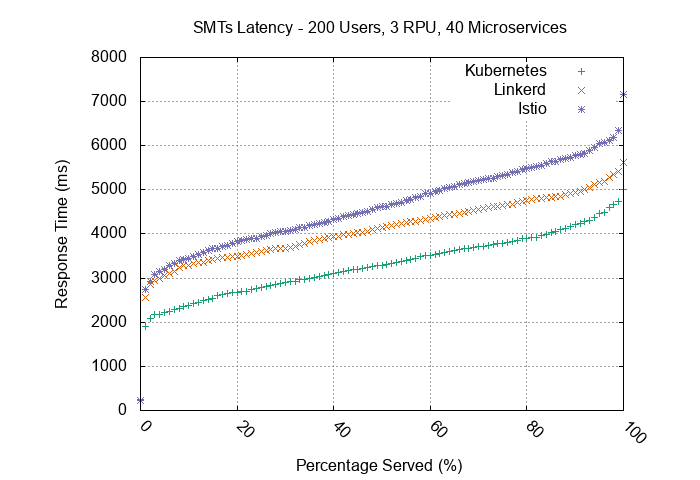 SMTs Latency - 200 Users, 3 RPU, 40 Microservices
8000
7000
6000
5000
4000
3000
2000
1000
0
Response Time (ms)
Kubernetes
Linkerd
Istio
0
20
40
60
80
100
Percentage Served (%)